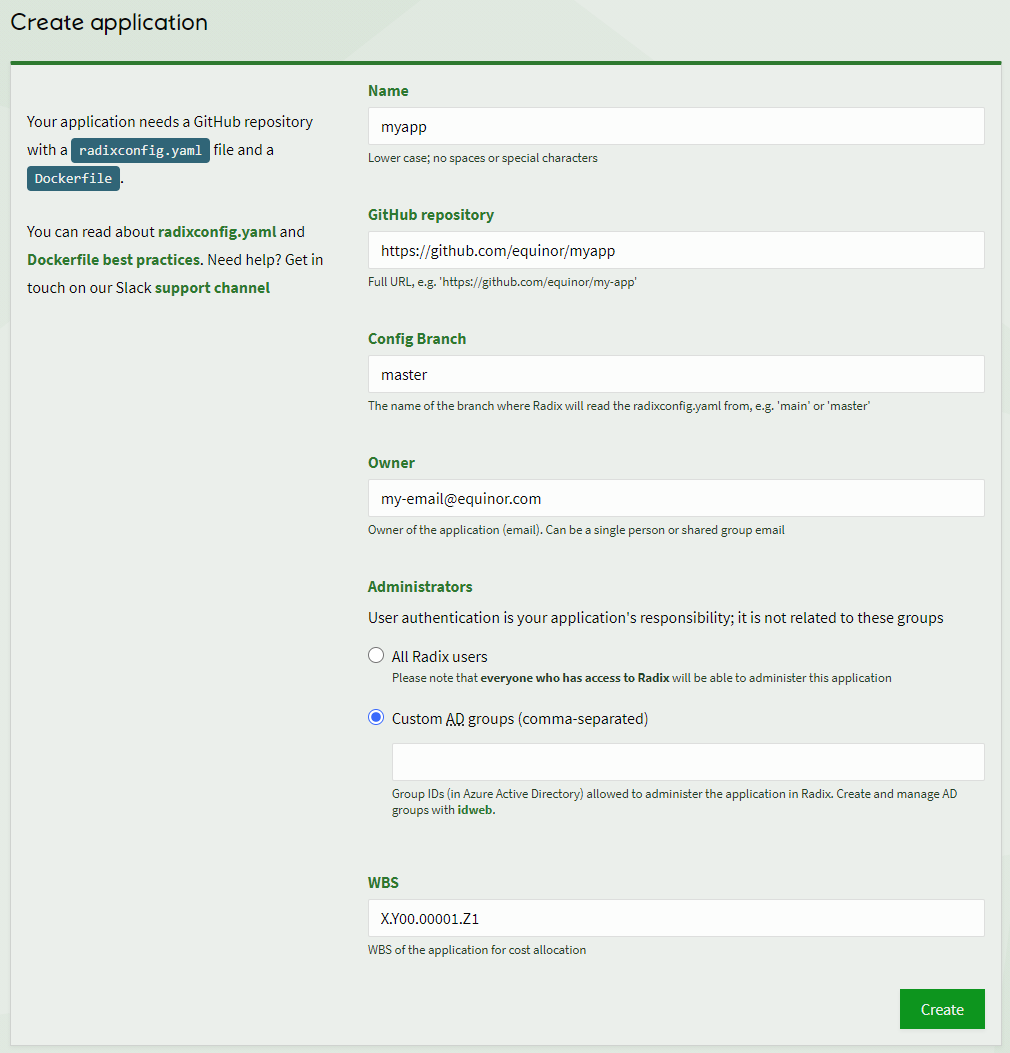 Create application
Your application needs a GitHub repository
with a radixconfig.yaml file and a
Dockerfile.
You can read about radixconfig.yaml and
Dockerfile best practices. Need help? Get in
touch on our Slack support channel
Name
myapp
Lower case; no spaces or special characters
GitHub repository
https://github.com/equinor/myapp
Full URL, e.g. 'https://github.com/equinor/my-app'
Config Branch
master
The name of the branch where Radix will read the radixconfig.yaml from, e.g. 'main' or 'master'
Owner
my-email@equinor.com
Owner of the application (email). Can be a single person or shared group email
Administrators
User authentication is your application's responsibility; it is not related to these groups
All Radix users
Please note that everyone who has access to Radix will be able to administer this application
Custom AD groups (comma-separated)
Group IDs (in Azure Active Directory) allowed to administer the application in Radix. Create and manage AD
groups with idweb.
WBS
X.Y00.00001.Z1
WBS of the application for cost allocation
Create